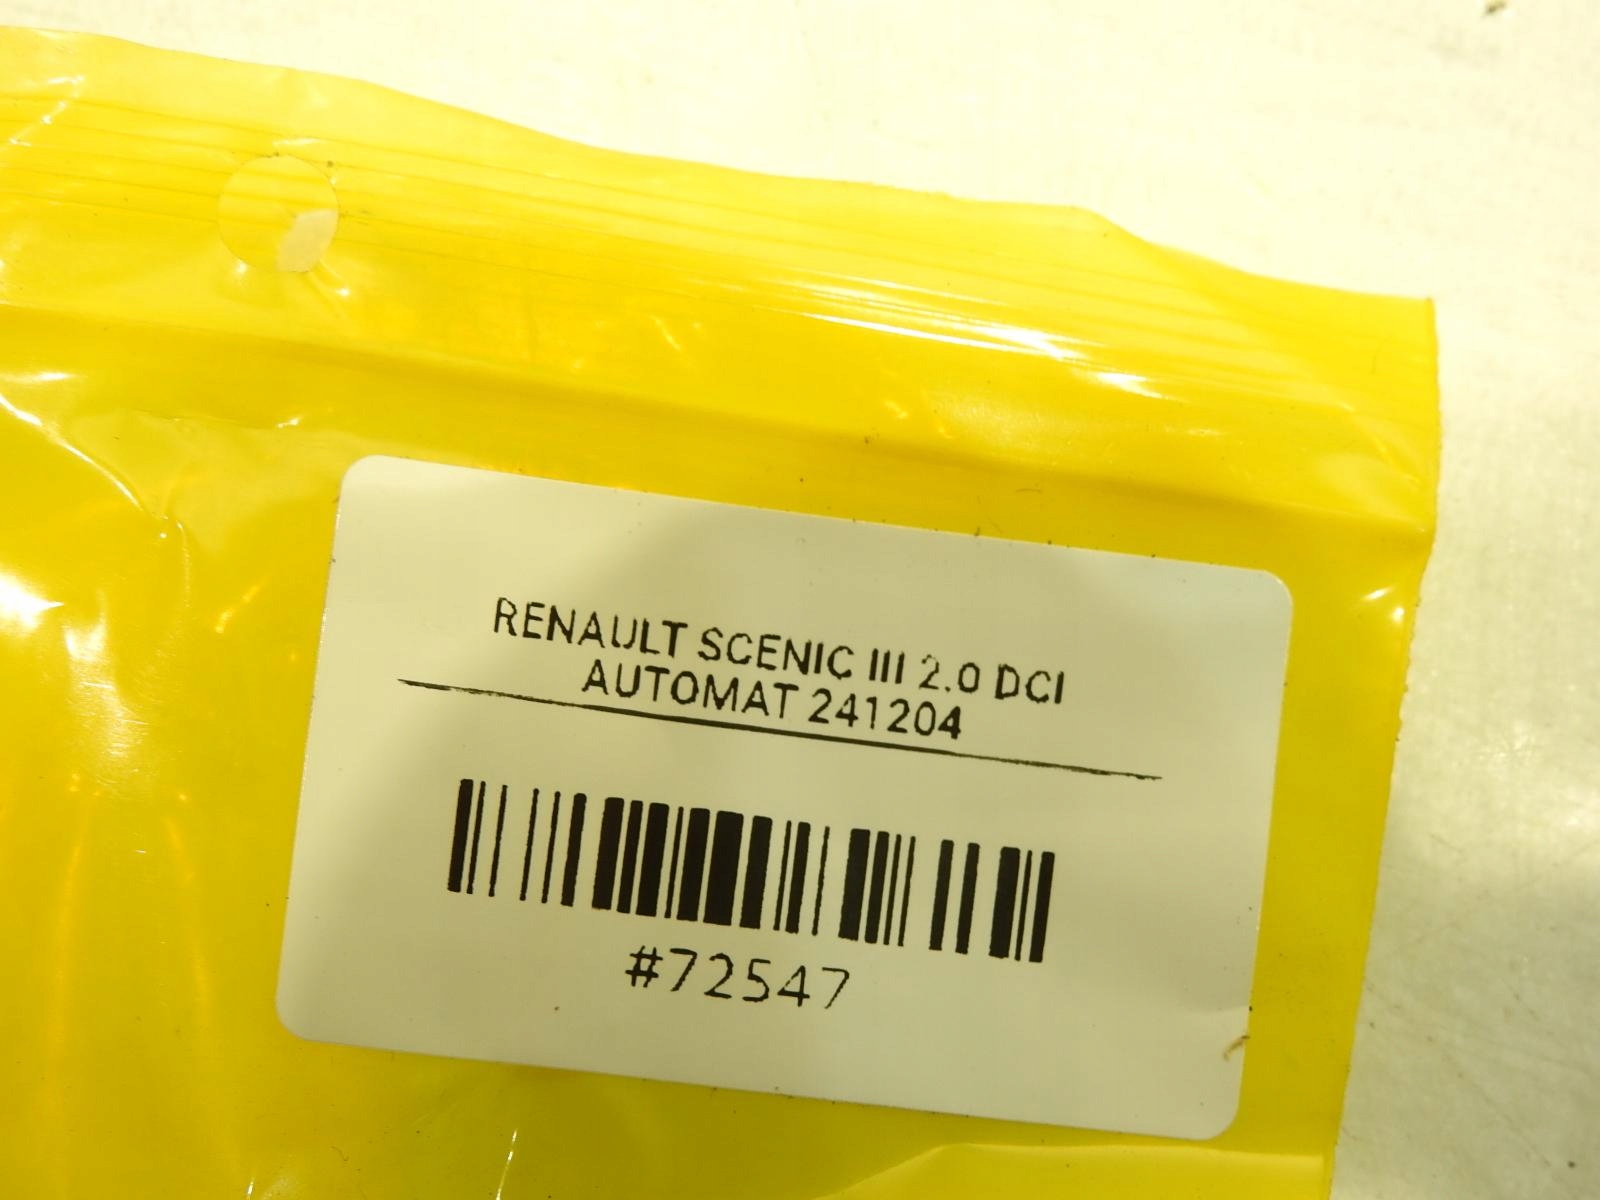 RENAULT SCENIC III 2.0 DCI
AUTOMAT 241204
#72547